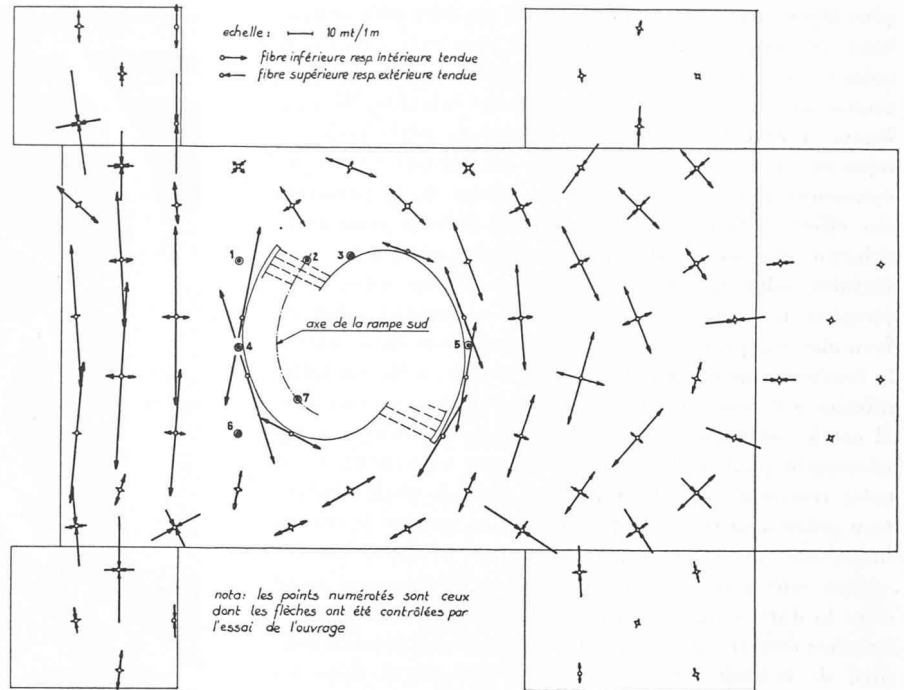 echelle: 10 mt/1m
fibre inférieure resp. intérieure tendue
fibre supérieure resp. extérieure tendue
1
2
3
axe de la rampe sud
4
5
7
6
nota: les points numérotés sont ceux
dont les flèches ont été contrôlées par
l'essai de l'ouvrage